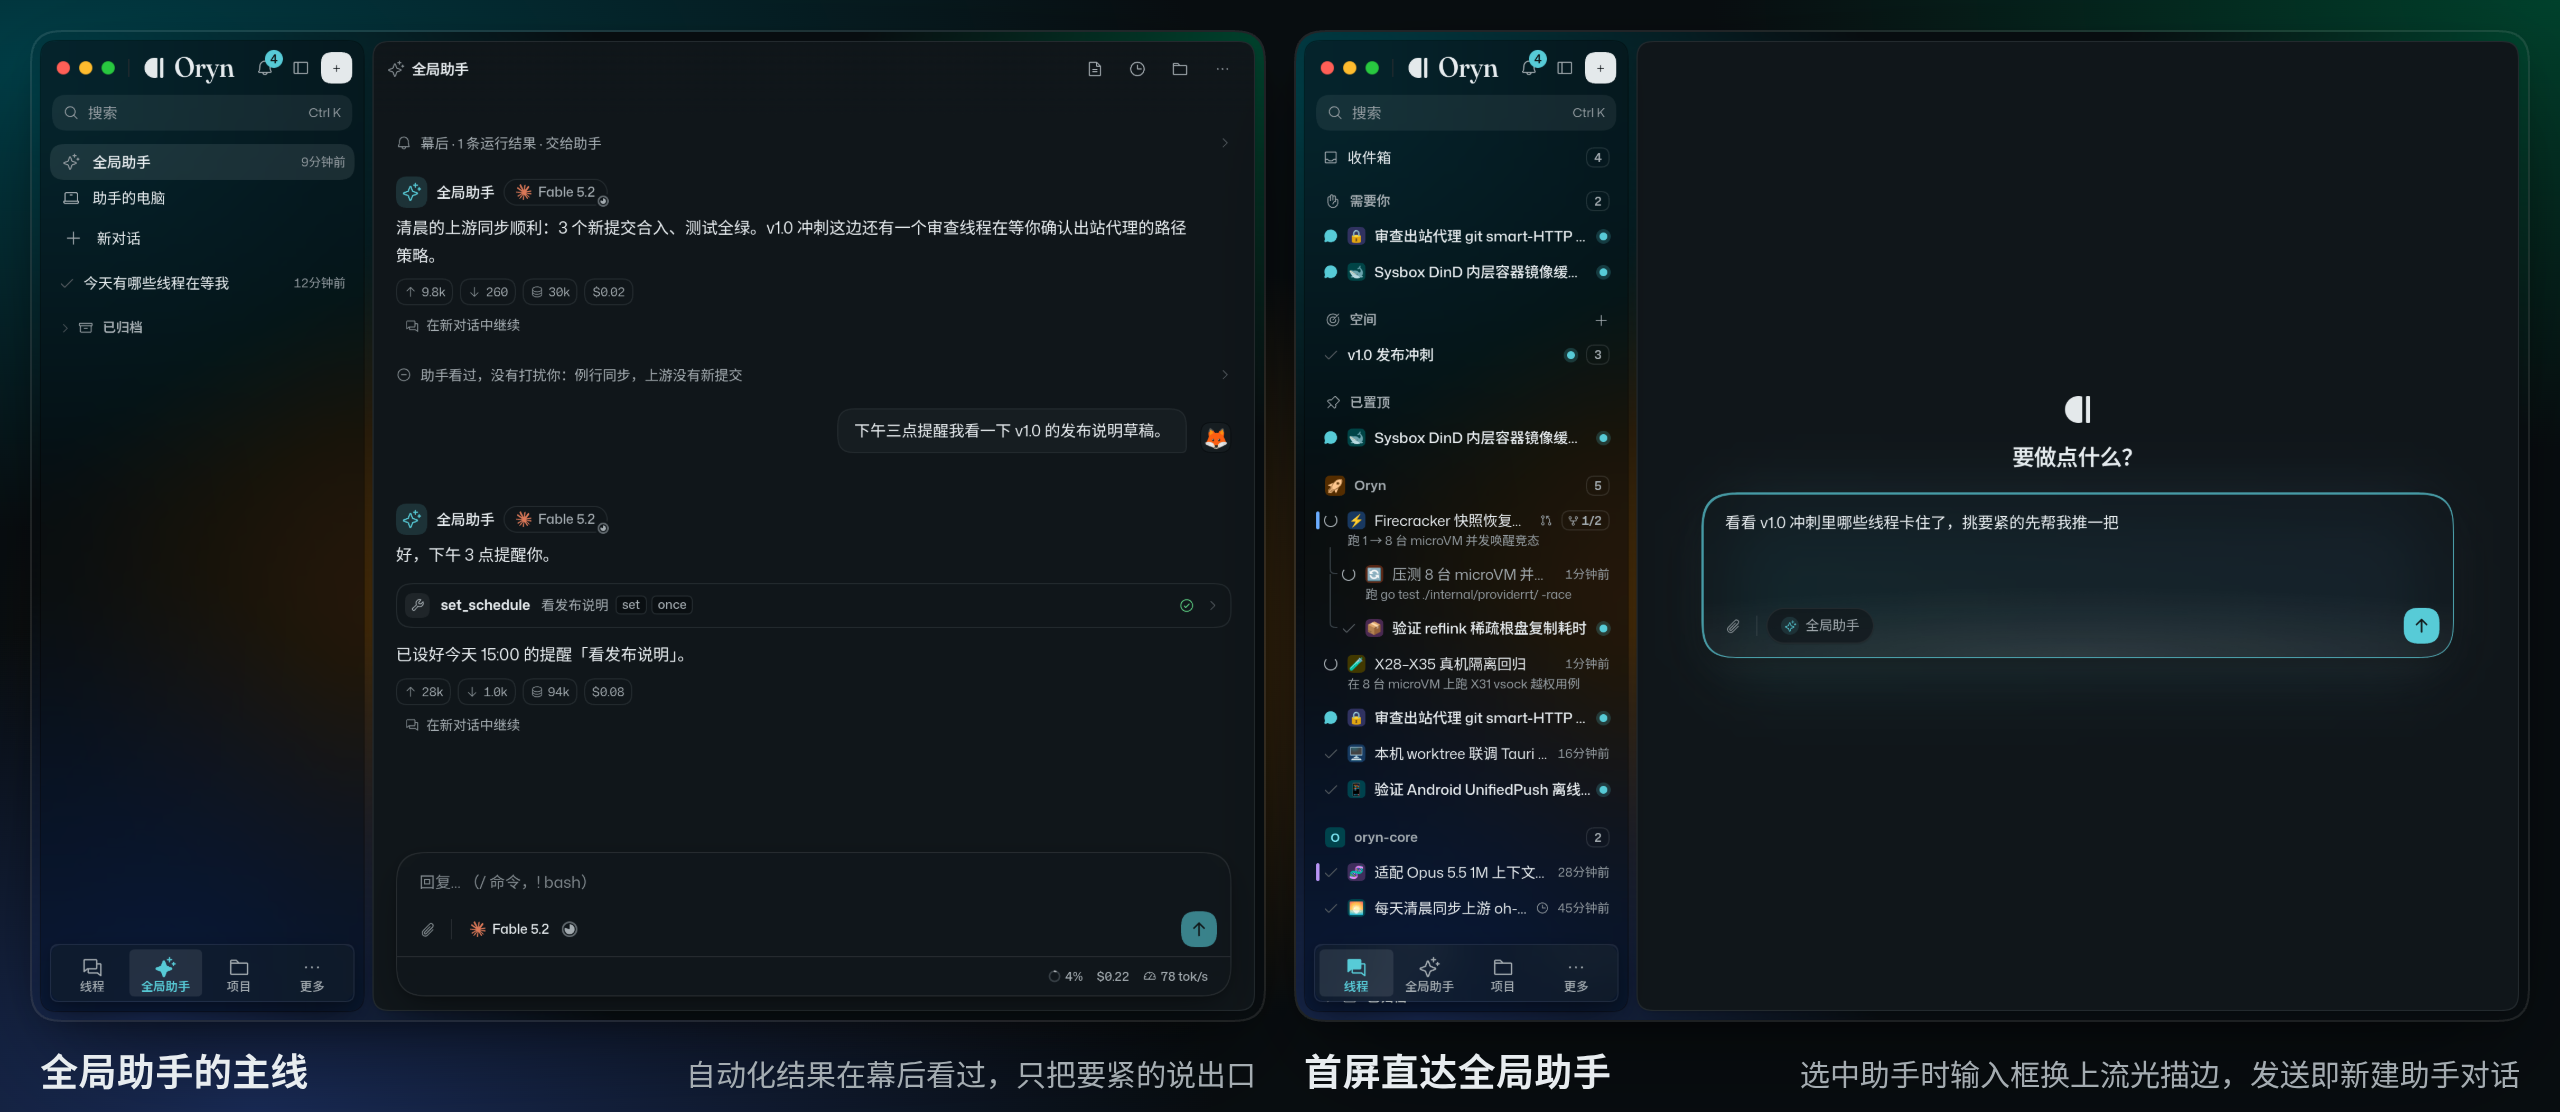 Oryn
4
搜索
Ctrl K
全局助手
9分钟前
助手的电脑
新对话
今天有哪些线程在等我
12分钟前
已归档
线程
全局助手
项目
更多
全局助手
幕后 · 1 条运行结果 · 交给助手
全局助手
Fable 5.2
清晨的上游同步顺利：3 个新提交合入、测试全绿。v1.0 冲刺这边还有一个审查线程在等你确认出站代理的路径
策略。
9.8k
260
30k
$0.02
在新对话中继续
助手看过，没有打扰你：例行同步，上游没有新提交
下午三点提醒我看一下 v1.0 的发布说明草稿。
全局助手
Fable 5.2
好，下午 3 点提醒你。
set_schedule
看发布说明
set
once
已设好今天 15:00 的提醒「看发布说明」。
28k
1.0k
94k
$0.08
在新对话中继续
回复...（/ 命令，! bash）
Fable 5.2
4%
$0.22
78 tok/s
全局助手的主线
自动化结果在幕后看过，只把要紧的说出口
Oryn
4
搜索
Ctrl K
收件箱
4
需要你
2
审查出站代理 git smart-HTTP ...
Sysbox DinD 内层容器镜像缓...
空间
v1.0 发布冲刺
3
已置顶
Sysbox DinD 内层容器镜像缓...
Oryn
5
Firecracker 快照恢复...
1/2
跑 1 → 8 台 microVM 并发唤醒竞态
压测 8 台 microVM 并...
1分钟前
跑 go test ./internal/providerrt/ -race
验证 reflink 稀疏根盘复制耗时
X28–X35 真机隔离回归
1分钟前
在 8 台 microVM 上跑 X31 vsock 越权用例
审查出站代理 git smart-HTTP ...
本机 worktree 联调 Tauri ...
16分钟前
验证 Android UnifiedPush 离线...
O
oryn-core
2
适配 Opus 5.5 1M 上下文...
28分钟前
每天清晨同步上游 oh-...
45分钟前
线程
全局助手
项目
更多
要做点什么？
看看 v1.0 冲刺里哪些线程卡住了，挑要紧的先帮我推一把
全局助手
首屏直达全局助手
选中助手时输入框换上流光描边，发送即新建助手对话